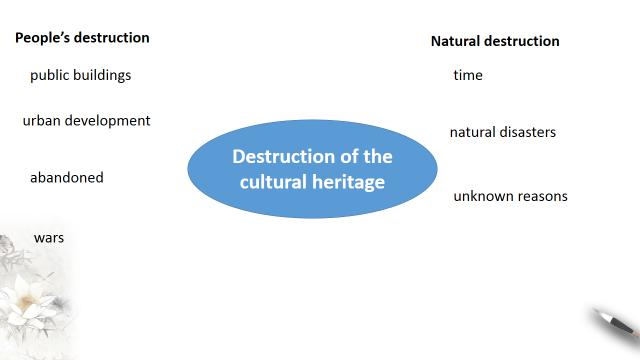 People’s destruction
public buildings
urban development
abandoned
wars
Destruction of the
cultural heritage
Natural destruction
time
natural disasters
unknown reasons